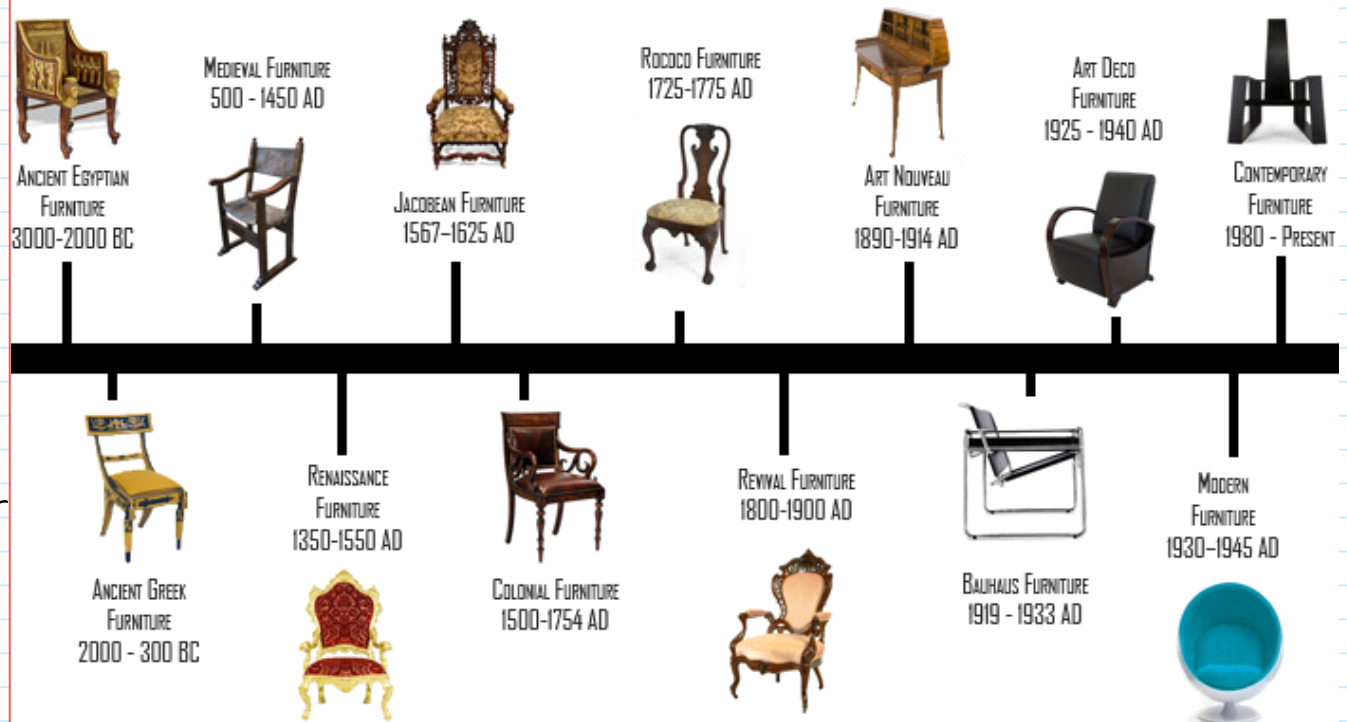 Ancient Egyptian
Furniture
3000-2000 BC
Medieval Furniture
500 - 1450 AD
Jacobean Furniture
1567–1625 AD
Rococo Furniture
1725-1775 AD
Art Nouveau
Furniture
1890-1914 AD
Art Deco
Furniture
1925 - 1940 AD
Contemporary
Furniture
1980 - Present
Ancient Greek
Furniture
2000 - 300 BC
Renaissance
Furniture
1350-1550 AD
Colonial Furniture
1500-1754 AD
Revival Furniture
1800-1900 AD
Bauhaus Furniture
1919 - 1933 AD
Modern
Furniture
1930–1945 AD